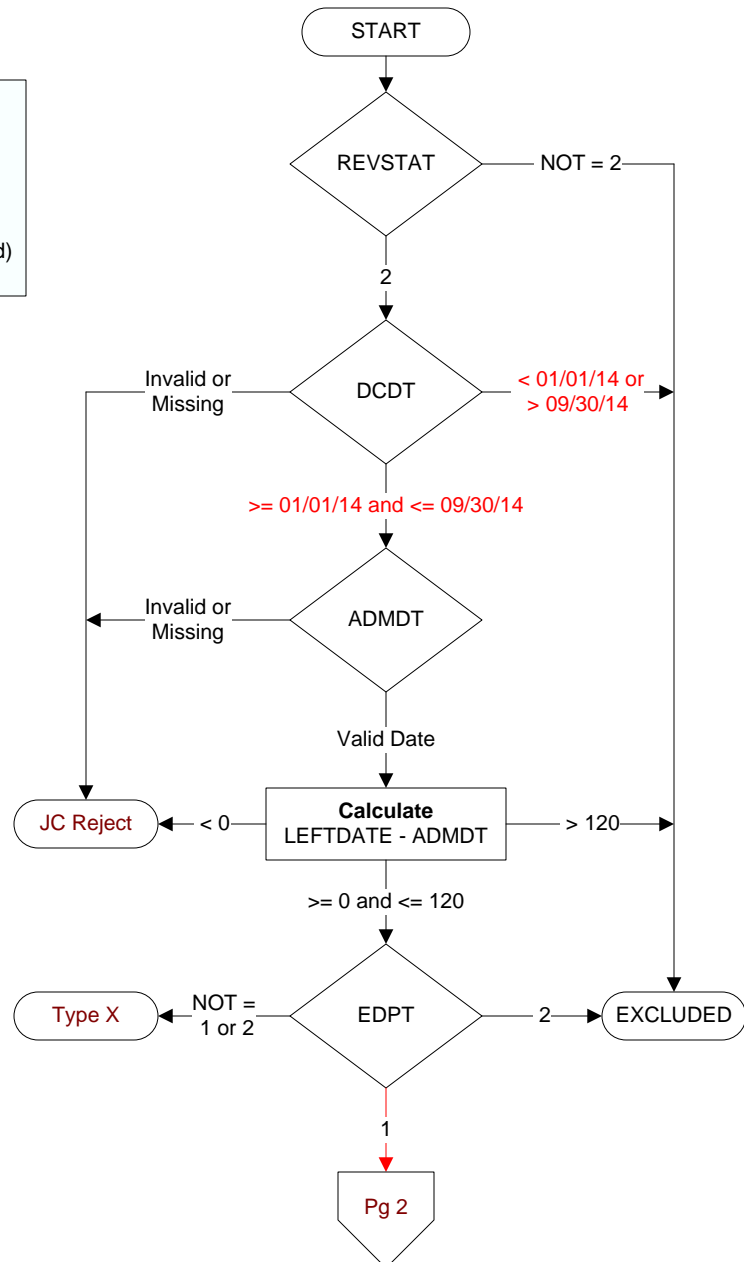 START
REVSTAT
NOT = 2
d)
2
Invalid or
Missing
DCDT
< 01/01/14 or
> 09/30/14
>= 01/01/14 and <= 09/30/14
Invalid or
Missing
ADMDT
Valid Date
JC Reject
< 0
Calculate
LEFTDATE - ADMDT
> 120
>= 0 and <= 120
Type X
NOT =
1 or 2
EDPT
2
EXCLUDED
1
Pg 2